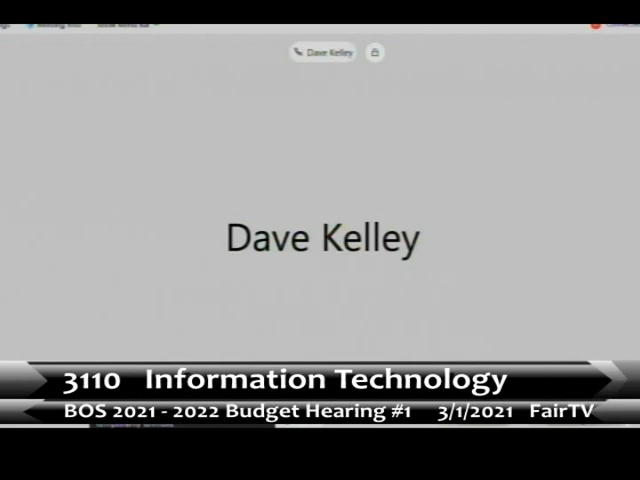 Dave Kelley
Dave Kelley
3110 Information Technology
BOS 2021 - 2022 Budget Hearing #1 3/1/2021 FairTV